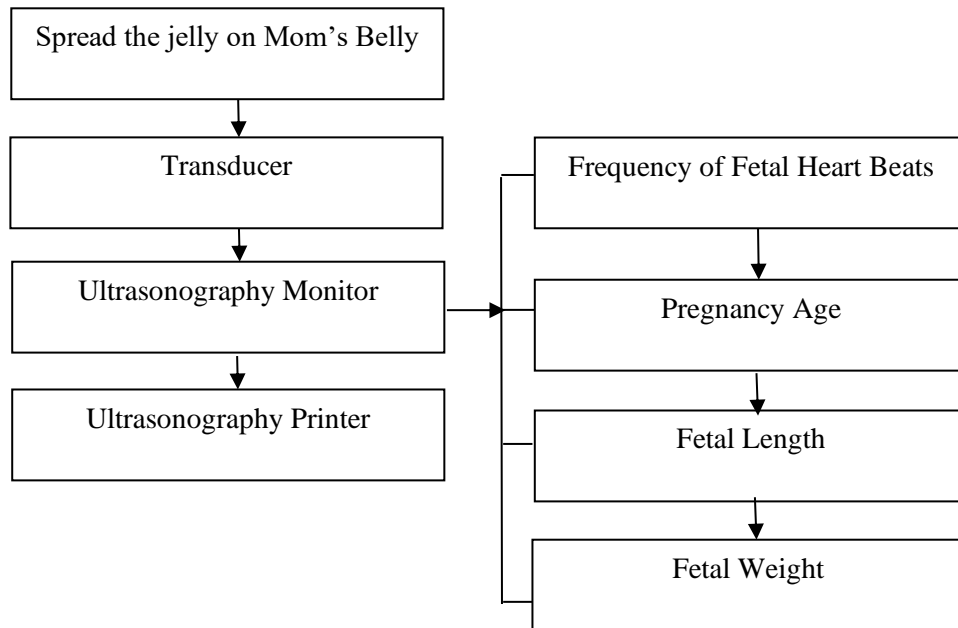 Spread the jelly on Mom’s Belly
Transducer
Ultrasonography Monitor
Ultrasonography Printer
Frequency of Fetal Heart Beats
Pregnancy Age
Fetal Length
Fetal Weight